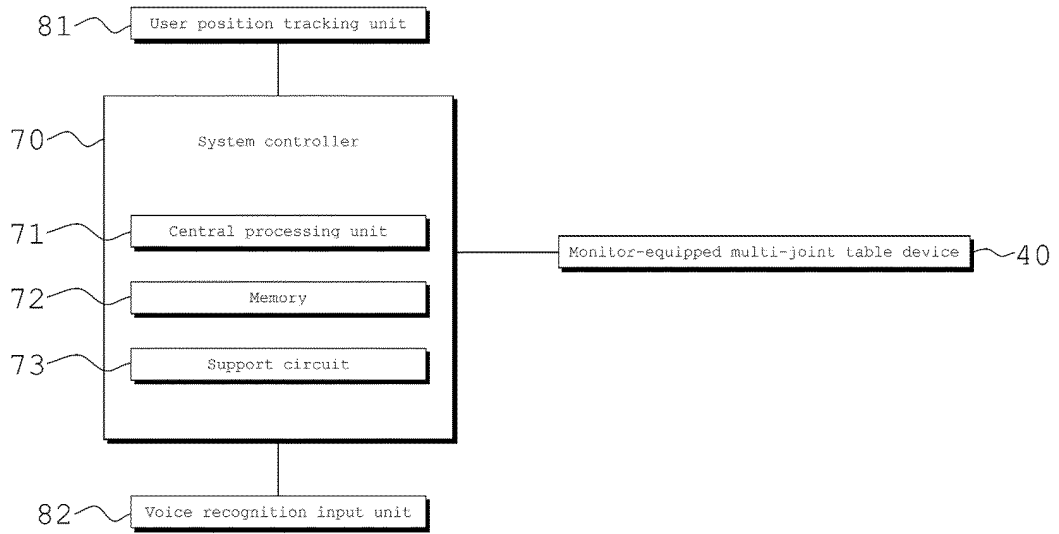 81 User position tracking unit
70 System controller
71 Central processing unit
Monitor-equipped multi-joint table device 40
72 Memory
73 Support circuit
82 Voice recognition input unit